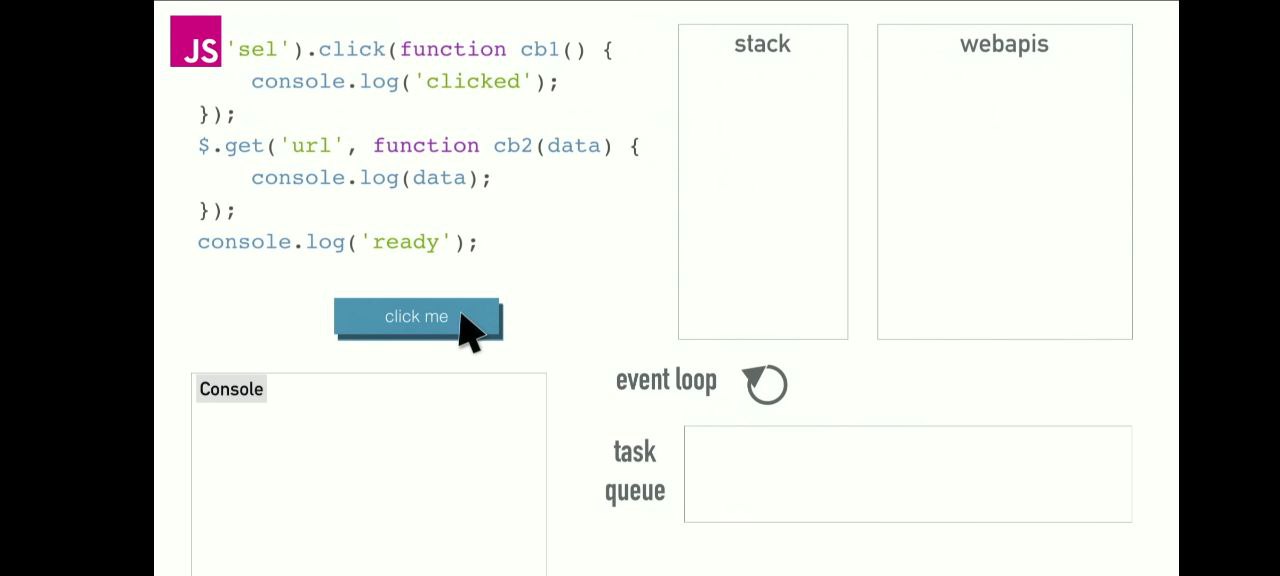 JS 'sel').click(function cb1() {
console.log('clicked');
});
$.get('url', function cb2(data) {
console.log(data);
});
console.log('ready');
click me
Console
stack
webapis
event loop
task
queue